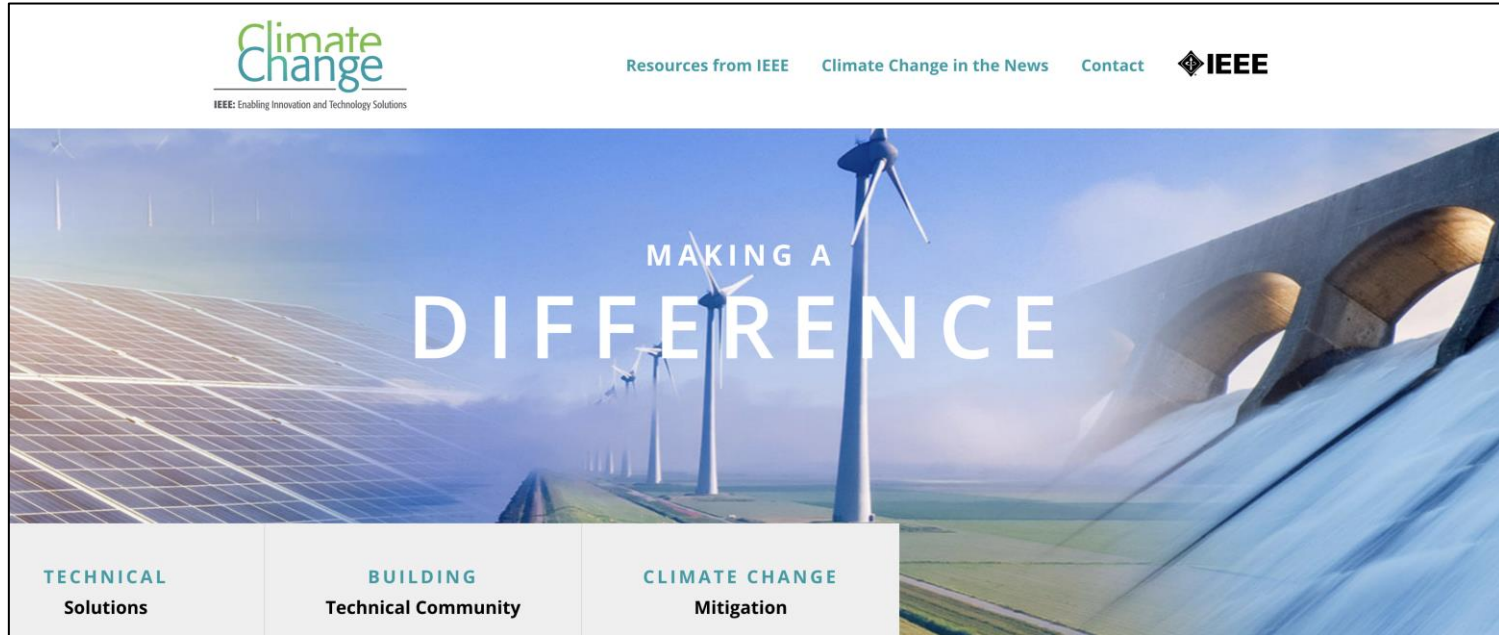 Climate
Change
IEEE: Enabling Innovation and Technology Solutions
Resources from IEEE
Climate Change in the News
Contact
IEEE
MAKING A
DIFFERENCE
TECHNICAL
Solutions
BUILDING
Technical Community
CLIMATE CHANGE
Mitigation